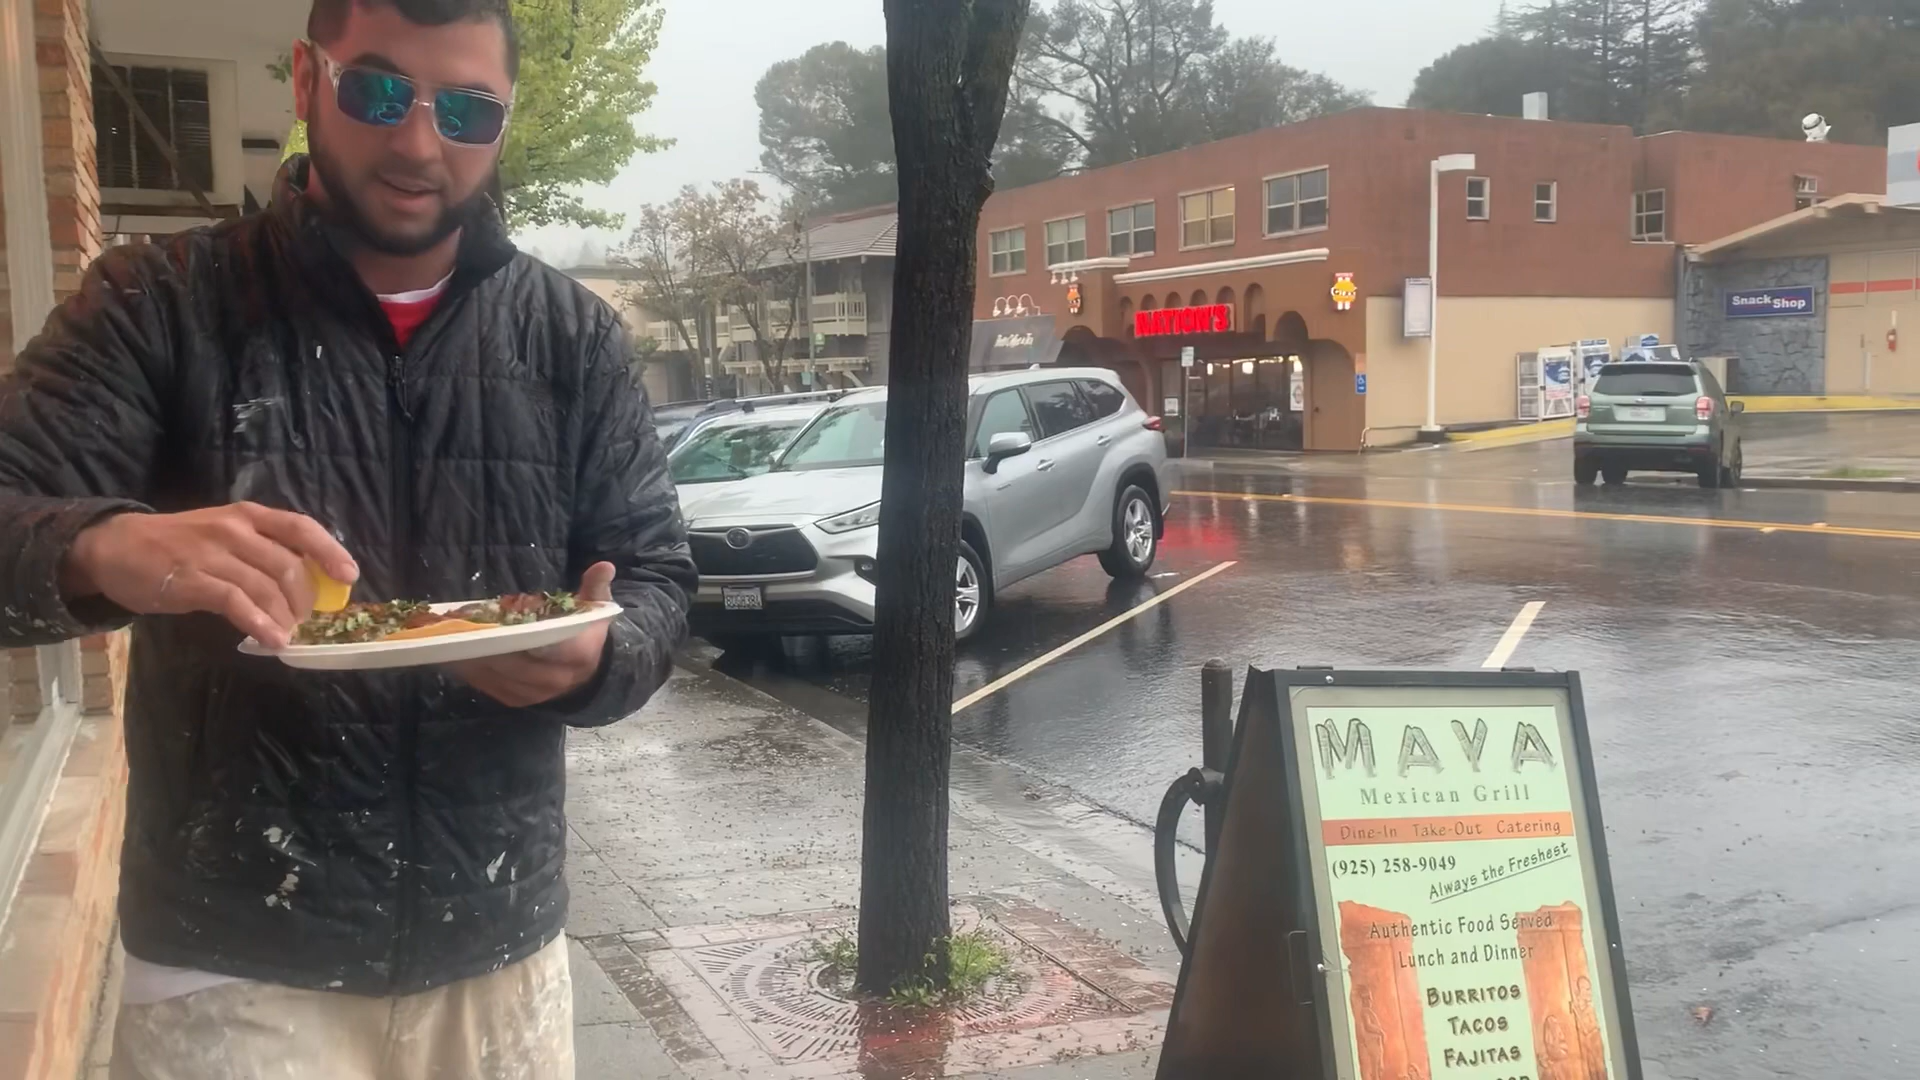 NATION'S
Snack Shop
MAYA
Mexican Grill
Dine-In Take-Out Catering
(925) 258-9049
Always the Freshest
Authentic Food Served
Lunch and Dinner
BURRITOS
TACOS
FAJITAS